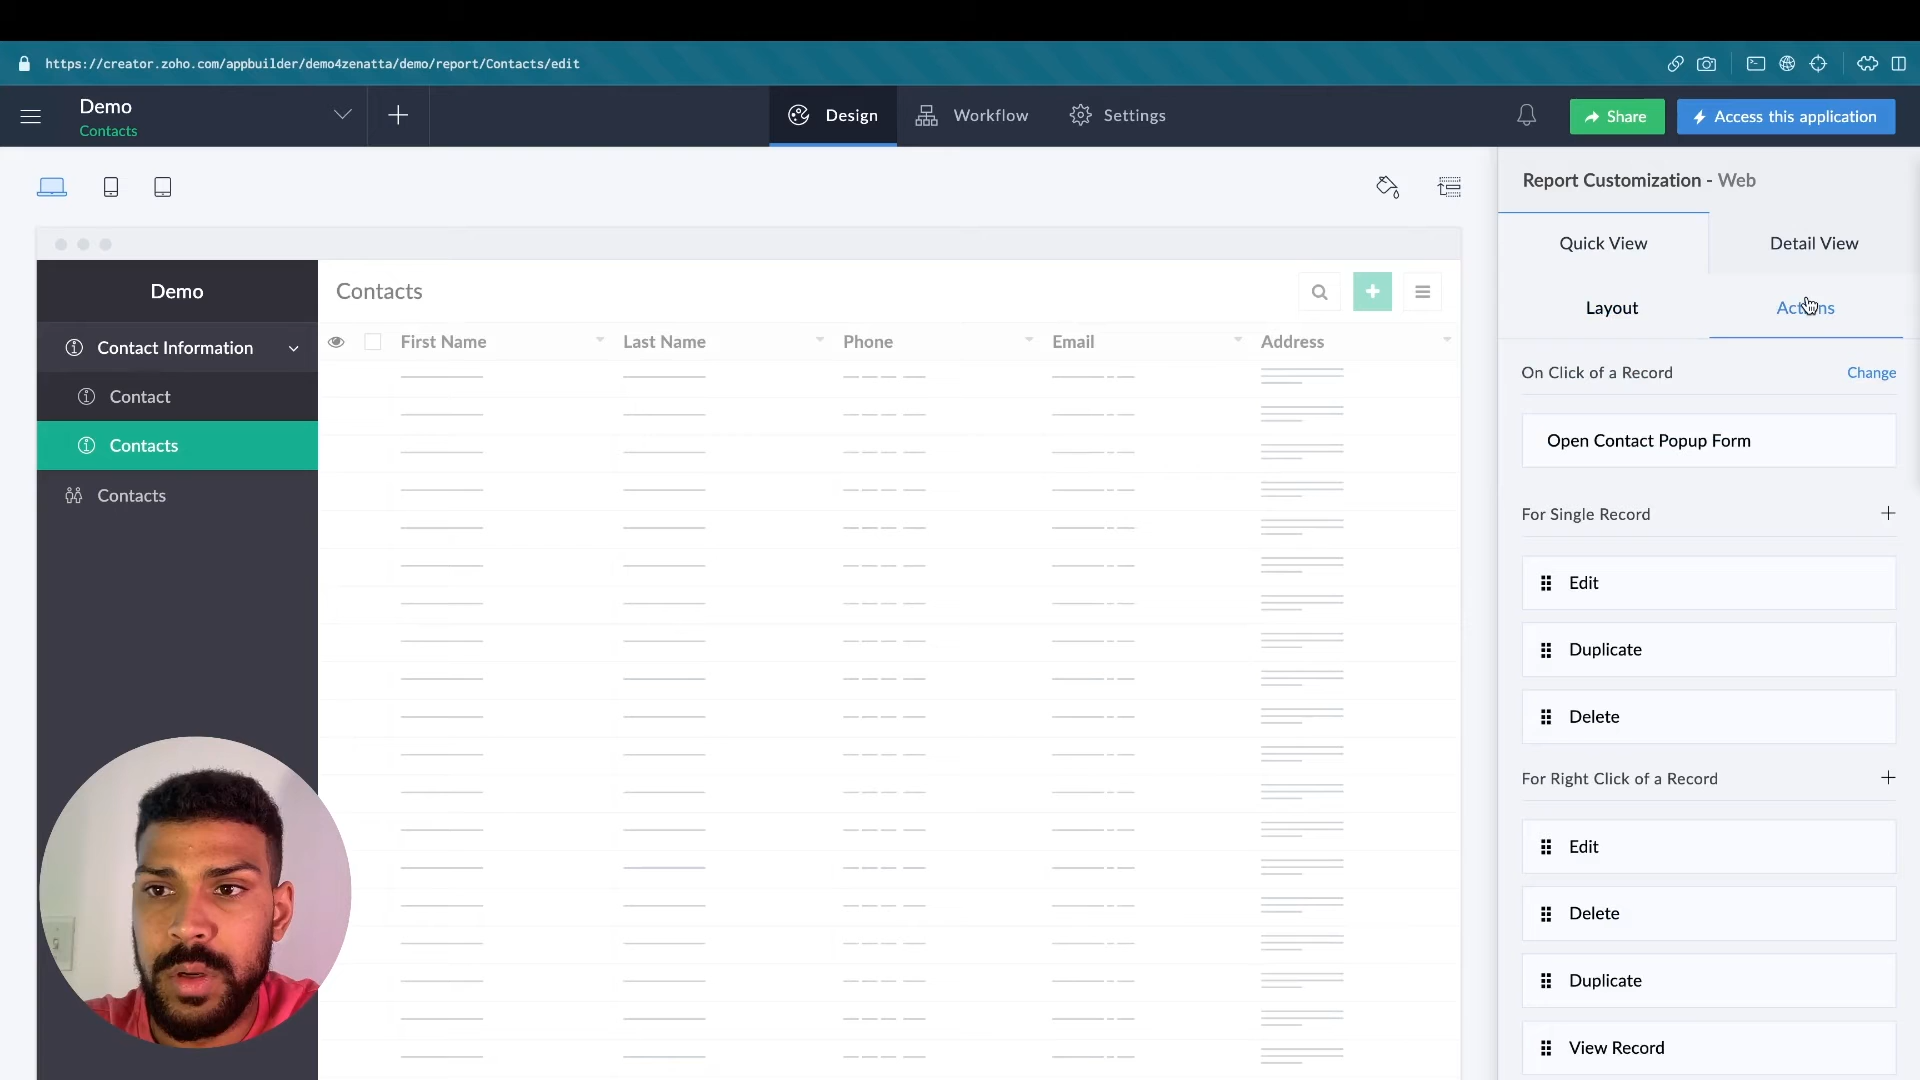 https://creator.zoho.com/appbuilder/demo4zenatta/demo/report/Contacts/edit
Demo
Contacts
Design
Workflow
Settings
Share
Access this application
Report Customization - Web
Quick View
Detail View
Layout
Actions
Demo
Contacts
Contact Information
Contact
Contacts
Contacts
First Name
Last Name
Phone
Email
Address
On Click of a Record
Change
Open Contact Popup Form
For Single Record
Edit
Duplicate
Delete
For Right Click of a Record
Edit
Delete
Duplicate
View Record